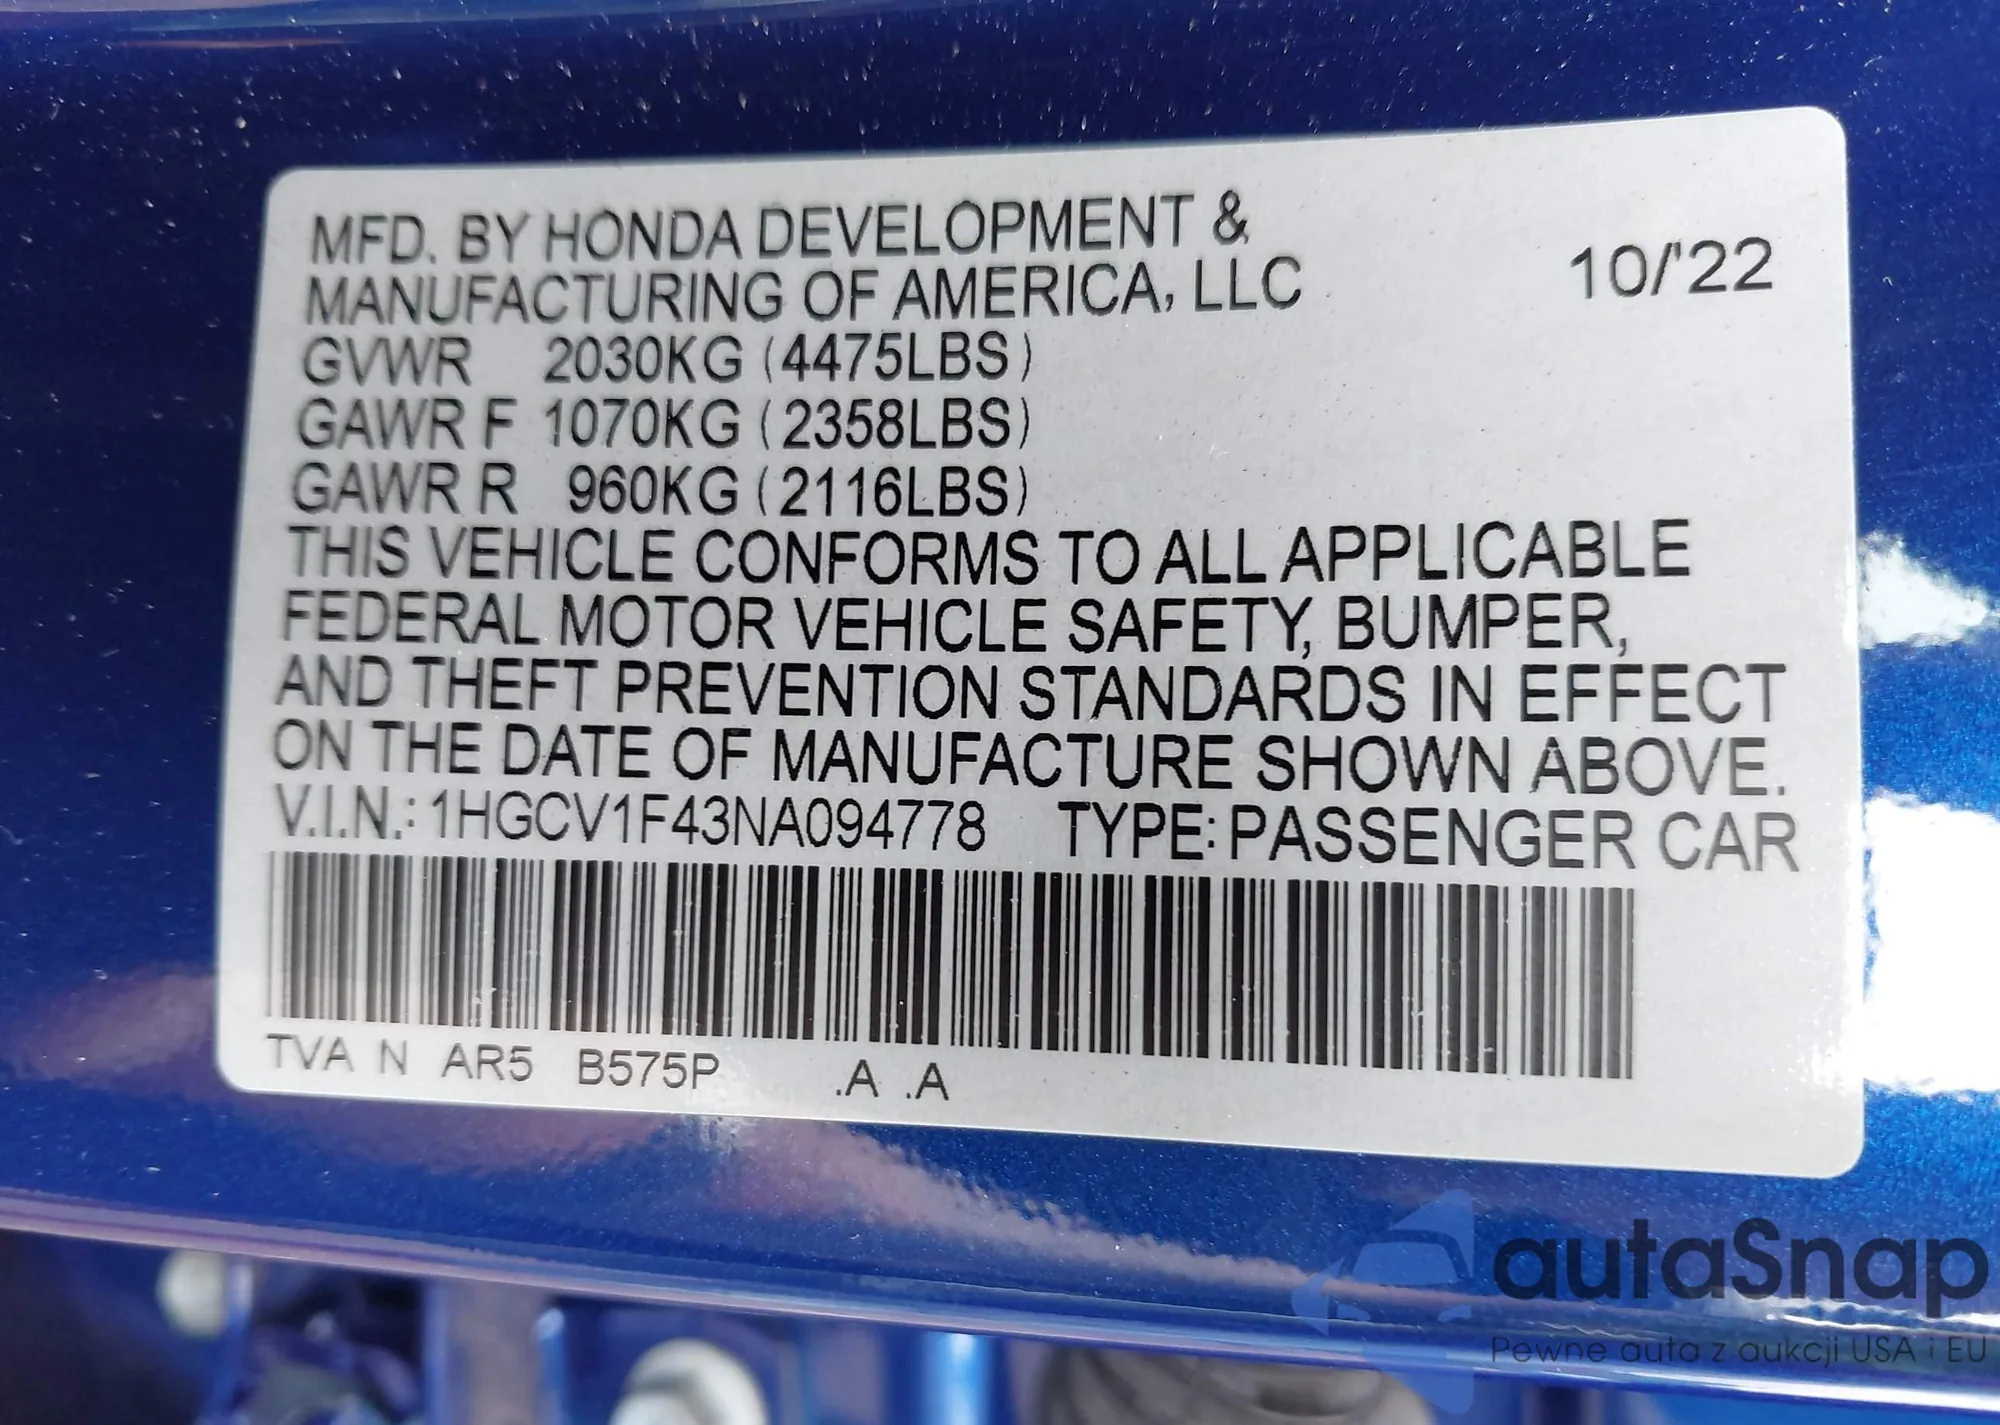 MFD. BY HONDA DEVELOPMENT &
MANUFACTURING OF AMERICA, LLC
10/'22
GVWR 2030KG (4475LBS)
GAWR F 1070KG (2358LBS)
GAWR R 960KG (2116LBS)
THIS VEHICLE CONFORMS TO ALL APPLICABLE
FEDERAL MOTOR VEHICLE SAFETY, BUMPER,
AND THEFT PREVENTION STANDARDS IN EFFECT
ON THE DATE OF MANUFACTURE SHOWN ABOVE.
V.I.N.: 1HGCV1F43NA094778 TYPE: PASSENGER CAR
TVA N AR5 B575P .A .A
autaSnap
Pewne auta z aukcji USA i EU